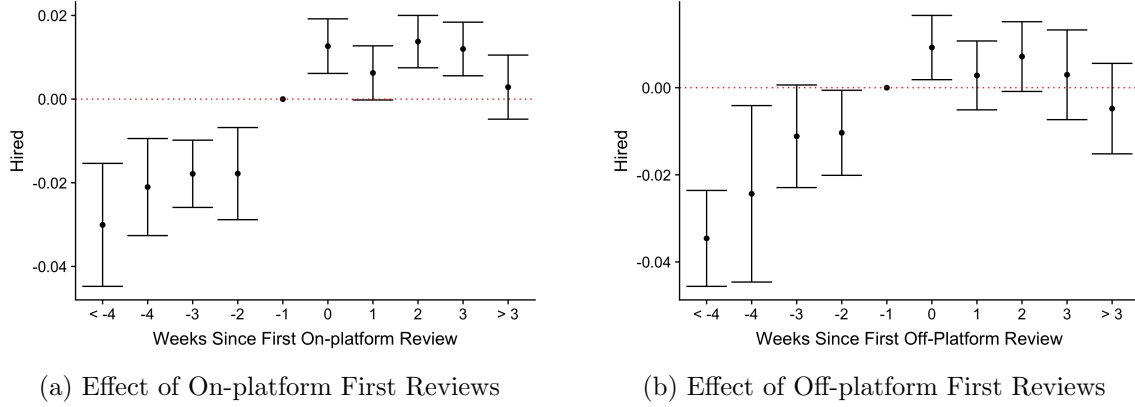 0.02
0.00
-0.02
-0.04
Hired
< -4 -4 -3 -2 -1 0 1 2 3 > 3
Weeks Since First On-platform Review
(a) Effect of On-platform First Reviews
0.00
-0.02
-0.04
Hired
< -4 -4 -3 -2 -1 0 1 2 3 > 3
Weeks Since First Off-Platform Review
(b) Effect of Off-platform First Reviews